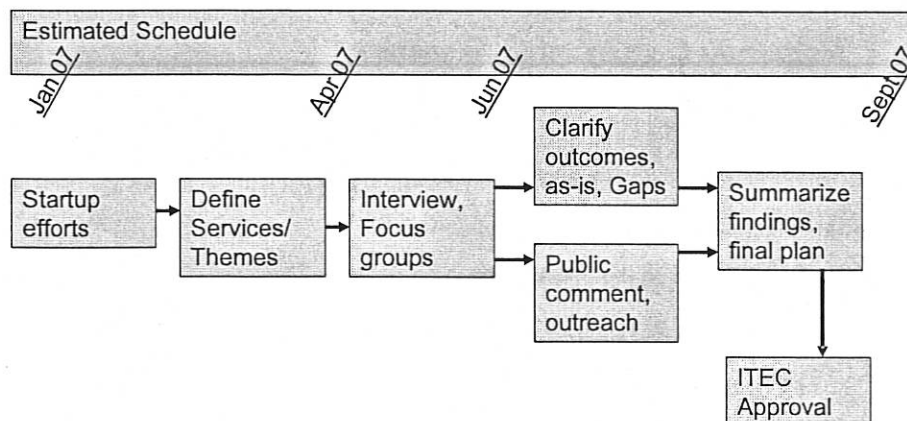 Estimated Schedule
Jan 07
Apr 07
Jun 07
Sept 07
Startup
efforts
Define
Services/
Themes
Interview,
Focus
groups
Clarify
outcomes,
as-is, Gaps
Public
comment,
outreach
Summarize
findings,
final plan
ITEC
Approval